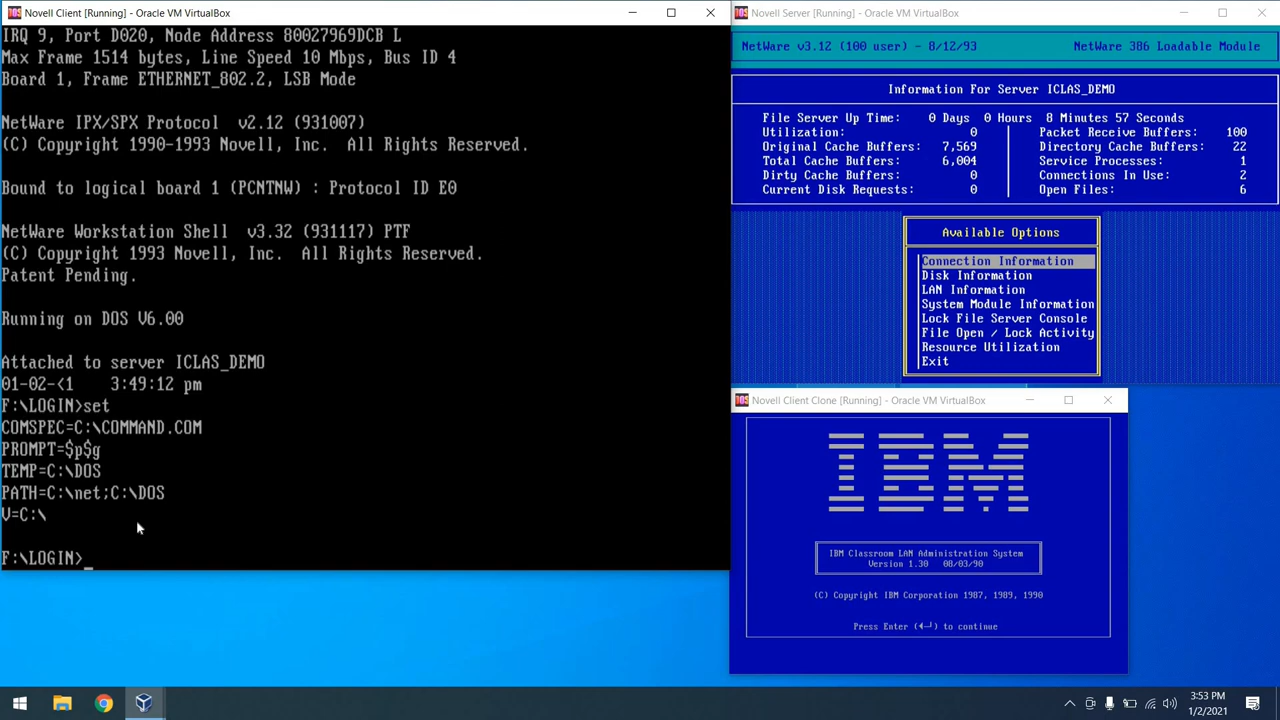 Novell Client [Running] - Oracle VM VirtualBox
IRQ 9, Port D020, Node Address 80027969DCB L
Max Frame 1514 bytes, Line Speed 10 Mbps, Bus ID 4
Board 1, Frame ETHERNET_802.2, LSB Mode
NetWare IPX/SPX Protocol  v2.12 (931007)
(C) Copyright 1990-1993 Novell, Inc.  All Rights Reserved.
Bound to logical board 1 (PCNTNW) : Protocol ID E0
NetWare Workstation Shell  v3.32 (931117) PTF
(C) Copyright 1993 Novell, Inc.  All Rights Reserved.
Patent Pending.
Running on DOS V6.00
Attached to server ICLAS_DEMO
01-02-<1    3:49:12 pm
F:\LOGIN>set
COMSPEC=C:\COMMAND.COM
PROMPT=$p$g
TEMP=C:\DOS
PATH=C:\net;C:\DOS
V=C:\
F:\LOGIN>_
Novell Server [Running] - Oracle VM VirtualBox
NetWare v3.12 (100 user) - 8/12/93    NetWare 386 Loadable Module
Information For Server ICLAS_DEMO
File Server Up Time:    0 Days   0 Hours   8 Minutes 57 Seconds
Utilization:    0    Packet Receive Buffers:    100
Original Cache Buffers:    7,569    Directory Cache Buffers:    22
Total Cache Buffers:    6,004    Service Processes:    1
Dirty Cache Buffers:    0    Connections In Use:    2
Current Disk Requests:    0    Open Files:    6
Available Options
Connection Information
Disk Information
LAN Information
System Module Information
Lock File Server Console
File Open / Lock Activity
Resource Utilization
Exit
Novell Client Clone [Running] - Oracle VM VirtualBox
IBM
IBM Classroom LAN Administration System
Version 1.30   08/03/90
(C) Copyright IBM Corporation 1987, 1989, 1990
Press Enter (◄─┘) to continue
3:53 PM
1/2/2021